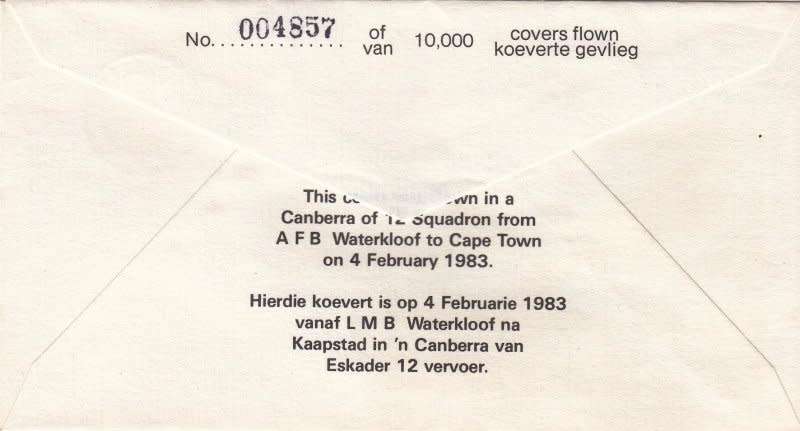 No. 004857 of 10,000 covers flown
van koeverte gevlieg
This wn in a
Canberra of 12 Squadron from
A F B Waterkloof to Cape Town
on 4 February 1983.
Hierdie koevert is op 4 Februarie 1983
vanaf L M B Waterkloof na
Kaapstad in 'n Canberra van
Eskader 12 vervoer.